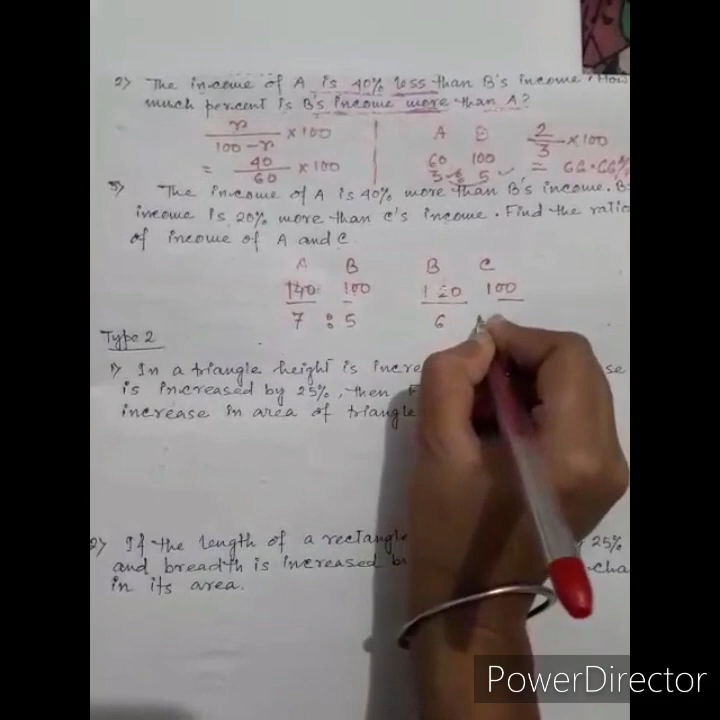 2) The income of A is 40% less than B's income. How
much percent is B's income more than A?
r / 100-r × 100
A B
2/3 × 100
= 40/60 × 100
60 100
3 : 5
= 66.66%
3) The income of A is 40% more than B's income. B's
income is 20% more than C's income. Find the ratio
of income of A and C.
A B B C
140 100 120 100
7 : 5 6
Type 2
1) In a triangle height is incre se
is increased by 25%, then
increase in area of triangle
2) If the length of a rectangle 25%
and breadth is increased b cha
in its area.
PowerDirector